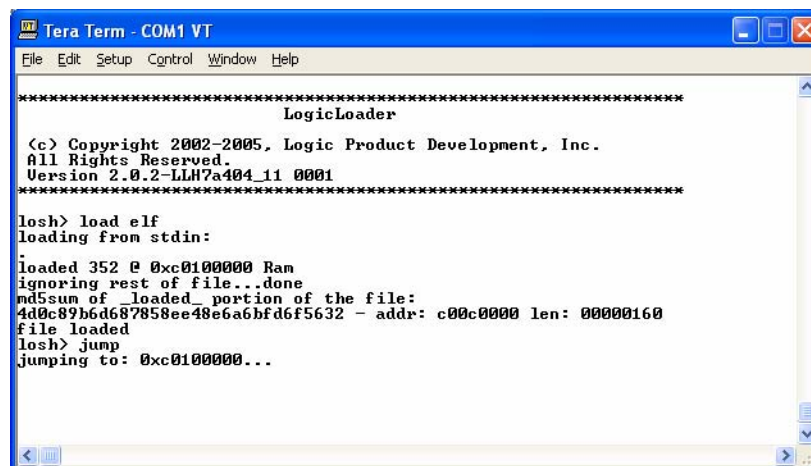 Tera Term - COM1 VT
File Edit Setup Control Window Help
*****************************************************************
LogicLoader
(c) Copyright 2002-2005, Logic Product Development, Inc.
All Rights Reserved.
Version 2.0.2-LLH7a404_11 0001
*****************************************************************
losh> load elf
loading from stdin:
.
loaded 352 @ 0xc0100000 Ram
ignoring rest of file...done
md5sum of _loaded_ portion of the file:
4d0c89b6d687858ee48e6a6bfd6f5632 - addr: c00c0000 len: 00000160
file loaded
losh> jump
jumping to: 0xc0100000...